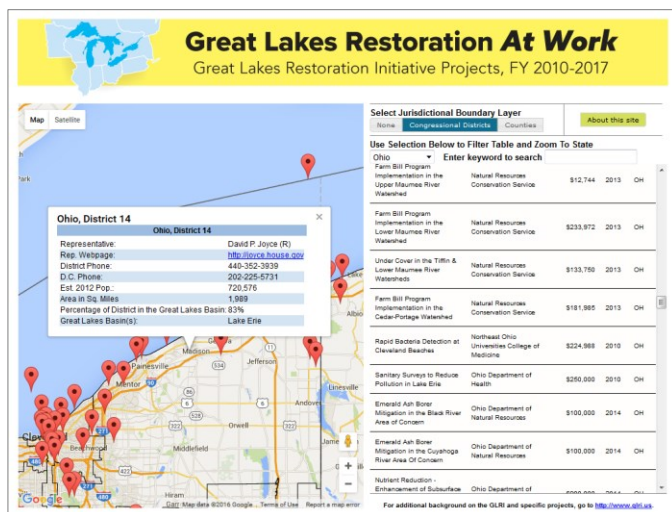 Great Lakes Restoration At Work
Great Lakes Restoration Initiative Projects, FY 2010-2017
Map Satellite
Select Jurisdictional Boundary Layer
None Congressional Districts Counties
About this site
Use Selection Below to Filter Table and Zoom To State
Ohio Enter keyword to search
Ohio, District 14
Ohio, District 14
Representative: David P. Joyce (R)
Rep. Webpage: http://joyce.house.gov
District Phone: 440-352-3939
D.C. Phone: 202-225-5731
Est. 2012 Pop.: 720,576
Area in Sq. Miles 1,989
Percentage of District in the Great Lakes Basin: 83%
Great Lakes Basin(s): Lake Erie
Madison
Painesville
Jefferson
Mentor
Linesville
Andover
Orwell
Beachwood
Middlefield
Hiram
Google
Map data ©2016 Google
Terms of Use
Report a map error
Farm Bill Program
Implementation in the
Upper Maumee River
Watershed
Natural Resources
Conservation Service
$12,744 2013 OH
Farm Bill Program
Implementation in the
Lower Maumee River
Watershed
Natural Resources
Conservation Service
$233,972 2013 OH
Under Cover in the Tiffin &
Lower Maumee River
Watersheds
Natural Resources
Conservation Service
$133,750 2013 OH
Farm Bill Program
Implementation in the
Cedar-Portage Watershed
Natural Resources
Conservation Service
$181,985 2013 OH
Rapid Bacteria Detection at
Cleveland Beaches
Northeast Ohio
Universities College of
Medicine
$224,988 2010 OH
Sanitary Surveys to Reduce
Pollution in Lake Erie
Ohio Department of
Health
$250,000 2010 OH
Emerald Ash Borer
Mitigation in the Black River
Area of Concern
Ohio Department of
Natural Resources
$100,000 2014 OH
Emerald Ash Borer
Mitigation in the Cuyahoga
River Area Of Concern
Ohio Department of
Natural Resources
$100,000 2014 OH
Nutrient Reduction -
Enhancement of Subsurface
Ohio Department of
For additional background on the GLRI and specific projects, go to http://www.glri.us.